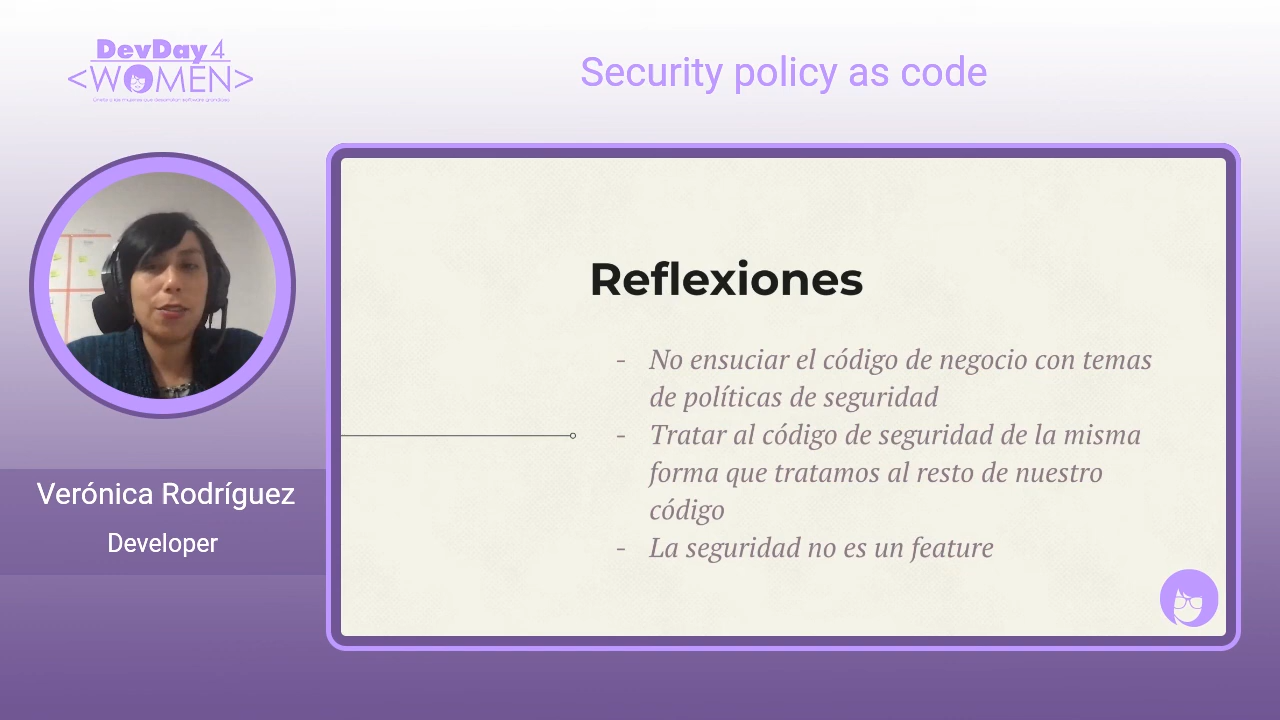 DevDay 4
<WOMEN>
Security policy as code
Reflexiones
- No ensuciar el código de negocio con temas
de políticas de seguridad
- Tratar al código de seguridad de la misma
forma que tratamos al resto de nuestro
código
- La seguridad no es un feature
Verónica Rodríguez
Developer